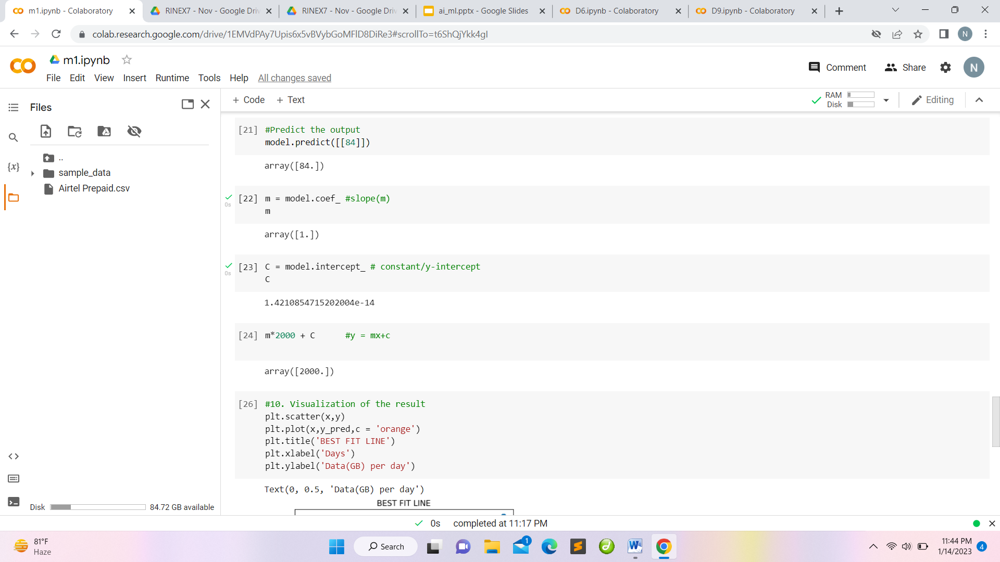 m1.ipynb - Colaboratory
RINEX7 - Nov - Google Driv
RINEX7 - Nov - Google Driv
ai_ml.pptx - Google Slides
D6.ipynb - Colaboratory
D9.ipynb - Colaboratory
colab.research.google.com/drive/1EMVdPAy7Upis6x5vBVybGoMFlD8DiRe3#scrollTo=t6ShQjYkk4gI
N
m1.ipynb
Comment
Share
N
File Edit View Insert Runtime Tools Help All changes saved
Files
+ Code + Text
RAM
Disk
Editing
{x}
..
sample_data
Airtel Prepaid.csv
[21] #Predict the output
model.predict([[84]])
array([84.])
0s
[22] m = model.coef_ #slope(m)
m
array([1.])
0s
[23] C = model.intercept_ # constant/y-intercept
C
1.4210854715202004e-14
[24] m*2000 + C #y = mx+c
array([2000.])
[26] #10. Visualization of the result
plt.scatter(x,y)
plt.plot(x,y_pred,c = 'orange')
plt.title('BEST FIT LINE')
plt.xlabel('Days')
plt.ylabel('Data(GB) per day')
Text(0, 0.5, 'Data(GB) per day')
BEST FIT LINE
Disk 84.72 GB available
0s completed at 11:17 PM
81°F
Haze
Search
1
11:44 PM
1/14/2023
4